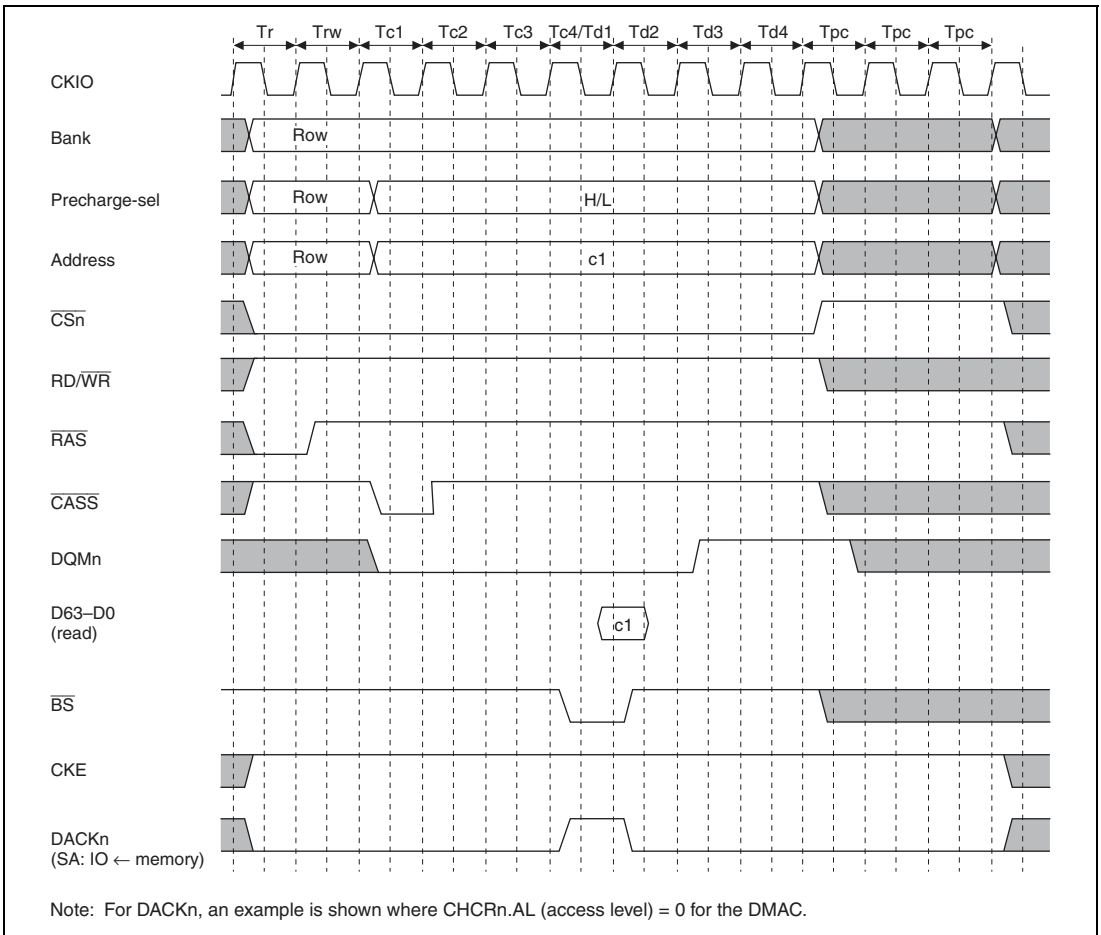 Tr Trw Tc1 Tc2 Tc3 Tc4/Td1 Td2 Td3 Td4 Tpc Tpc Tpc
CKIO
Bank Row
Precharge-sel Row H/L
Address Row c1
CSn
RD/WR
RAS
CASS
DQMn
D63–D0
(read) c1
BS
CKE
DACKn
(SA: IO ← memory)
Note: For DACKn, an example is shown where CHCRn.AL (access level) = 0 for the DMAC.